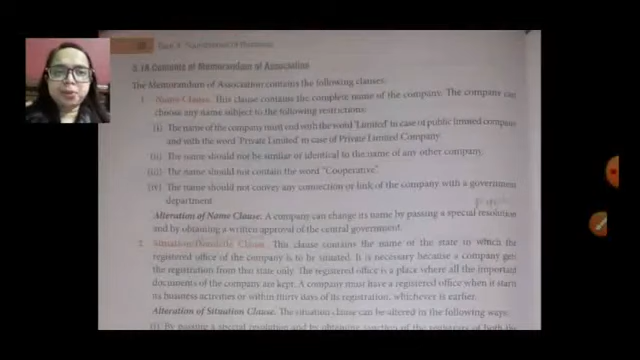 Contents of Memorandum of Association
The Memorandum of Association contains the following clauses:
1. Name Clause. This clause contains the complete name of the company. The company can
choose any name subject to the following restrictions.
(i) The name of the company must end with the word 'Limited' in case of public limited company
and with the word 'Private Limited' in case of Private Limited Company.
(ii) The name should not be similar or identical to the name of any other company.
(iii) The name should not contain the word "Cooperative".
(iv) The name should not convey any connection or link of the company with a government
department
Alteration of Name Clause. A company can change its name by passing a special resolution
and by obtaining a written approval of the central government.
2. Situation/Domicile Clause. This clause contains the name of the state in which the
registered office of the company is to be situated. It is necessary because a company gets
the registration from that state only. The registered office is a place where all the important
documents of the company are kept. A company must have a registered office when it starts
its business activities or within thirty days of its registration, whichever is earlier.
Alteration of Situation Clause. The situation clause can be altered in the following ways.
(i) By passing a special resolution and by obtaining sanction of the of both the